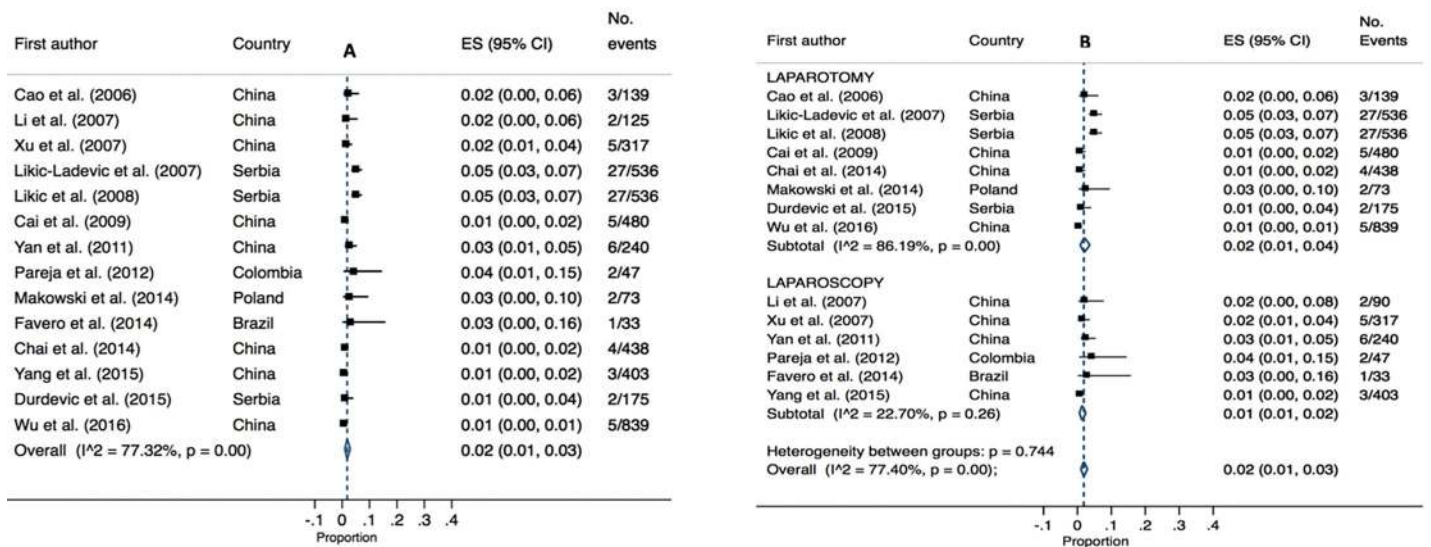 No.
First author Country A ES (95% CI) events
Cao et al. (2006) China 0.02 (0.00, 0.06) 3/139
Li et al. (2007) China 0.02 (0.00, 0.06) 2/125
Xu et al. (2007) China 0.02 (0.01, 0.04) 5/317
Likic-Ladevic et al. (2007) Serbia 0.05 (0.03, 0.07) 27/536
Likic et al. (2008) Serbia 0.05 (0.03, 0.07) 27/536
Cai et al. (2009) China 0.01 (0.00, 0.02) 5/480
Yan et al. (2011) China 0.03 (0.01, 0.05) 6/240
Pareja et al. (2012) Colombia 0.04 (0.01, 0.15) 2/47
Makowski et al. (2014) Poland 0.03 (0.00, 0.10) 2/73
Favero et al. (2014) Brazil 0.03 (0.00, 0.16) 1/33
Chai et al. (2014) China 0.01 (0.00, 0.02) 4/438
Yang et al. (2015) China 0.01 (0.00, 0.02) 3/403
Durdevic et al. (2015) Serbia 0.01 (0.00, 0.04) 2/175
Wu et al. (2016) China 0.01 (0.00, 0.01) 5/839
Overall (I^2 = 77.32%, p = 0.00) 0.02 (0.01, 0.03)
-.1 0 .1 .2 .3 .4
Proportion
No.
First author Country B ES (95% CI) Events
LAPAROTOMY
Cao et al. (2006) China 0.02 (0.00, 0.06) 3/139
Likic-Ladevic et al. (2007) Serbia 0.05 (0.03, 0.07) 27/536
Likic et al. (2008) Serbia 0.05 (0.03, 0.07) 27/536
Cai et al. (2009) China 0.01 (0.00, 0.02) 5/480
Chai et al. (2014) China 0.01 (0.00, 0.02) 4/438
Makowski et al. (2014) Poland 0.03 (0.00, 0.10) 2/73
Durdevic et al. (2015) Serbia 0.01 (0.00, 0.04) 2/175
Wu et al. (2016) China 0.01 (0.00, 0.01) 5/839
Subtotal (I^2 = 86.19%, p = 0.00) 0.02 (0.01, 0.04)
LAPAROSCOPY
Li et al. (2007) China 0.02 (0.00, 0.08) 2/90
Xu et al. (2007) China 0.02 (0.01, 0.04) 5/317
Yan et al. (2011) China 0.03 (0.01, 0.05) 6/240
Pareja et al. (2012) Colombia 0.04 (0.01, 0.15) 2/47
Favero et al. (2014) Brazil 0.03 (0.00, 0.16) 1/33
Yang et al. (2015) China 0.01 (0.00, 0.02) 3/403
Subtotal (I^2 = 22.70%, p = 0.26) 0.01 (0.01, 0.02)
Heterogeneity between groups: p = 0.744
Overall (I^2 = 77.40%, p = 0.00); 0.02 (0.01, 0.03)
-.1 0 .1 .2 .3 .4
Proportion